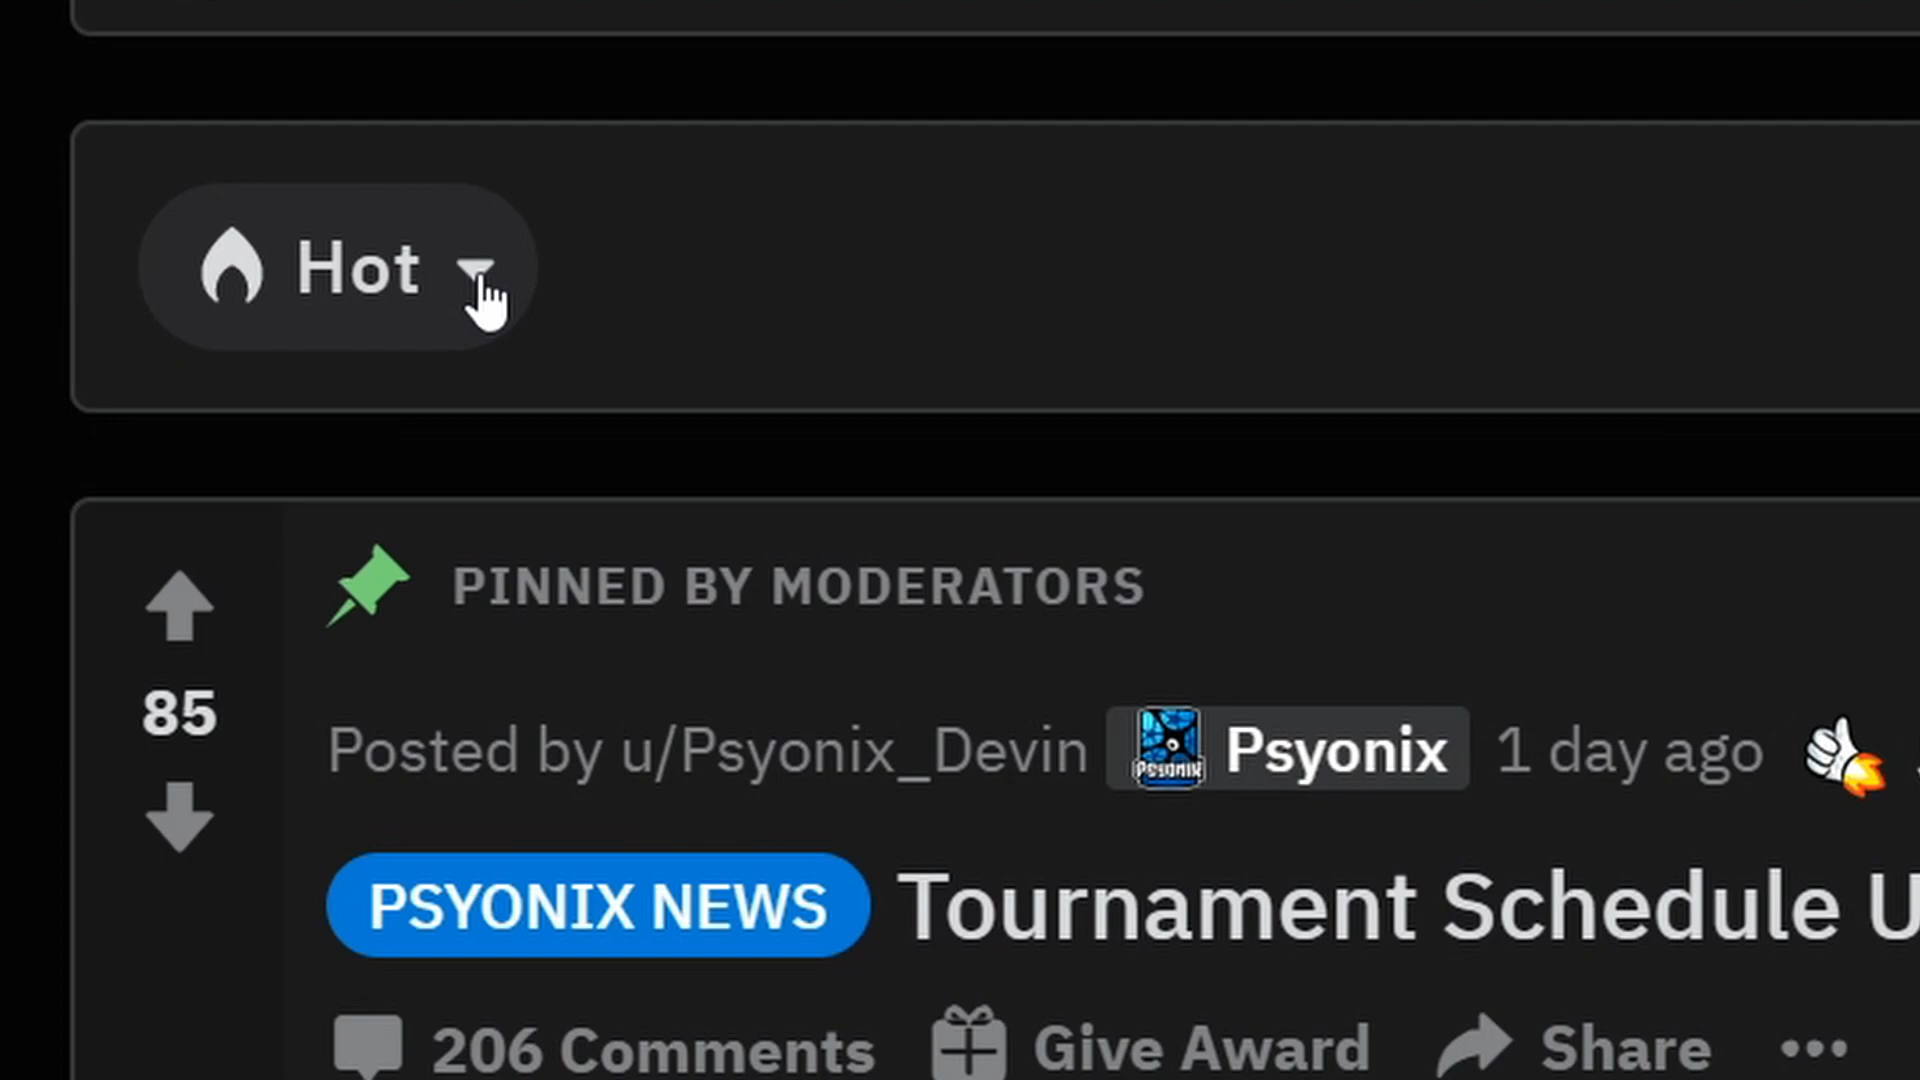 Hot
PINNED BY MODERATORS
85
Posted by u/Psyonix_Devin Psyonix Psyonix 1 day ago
PSYONIX NEWS Tournament Schedule U
206 Comments Give Award Share